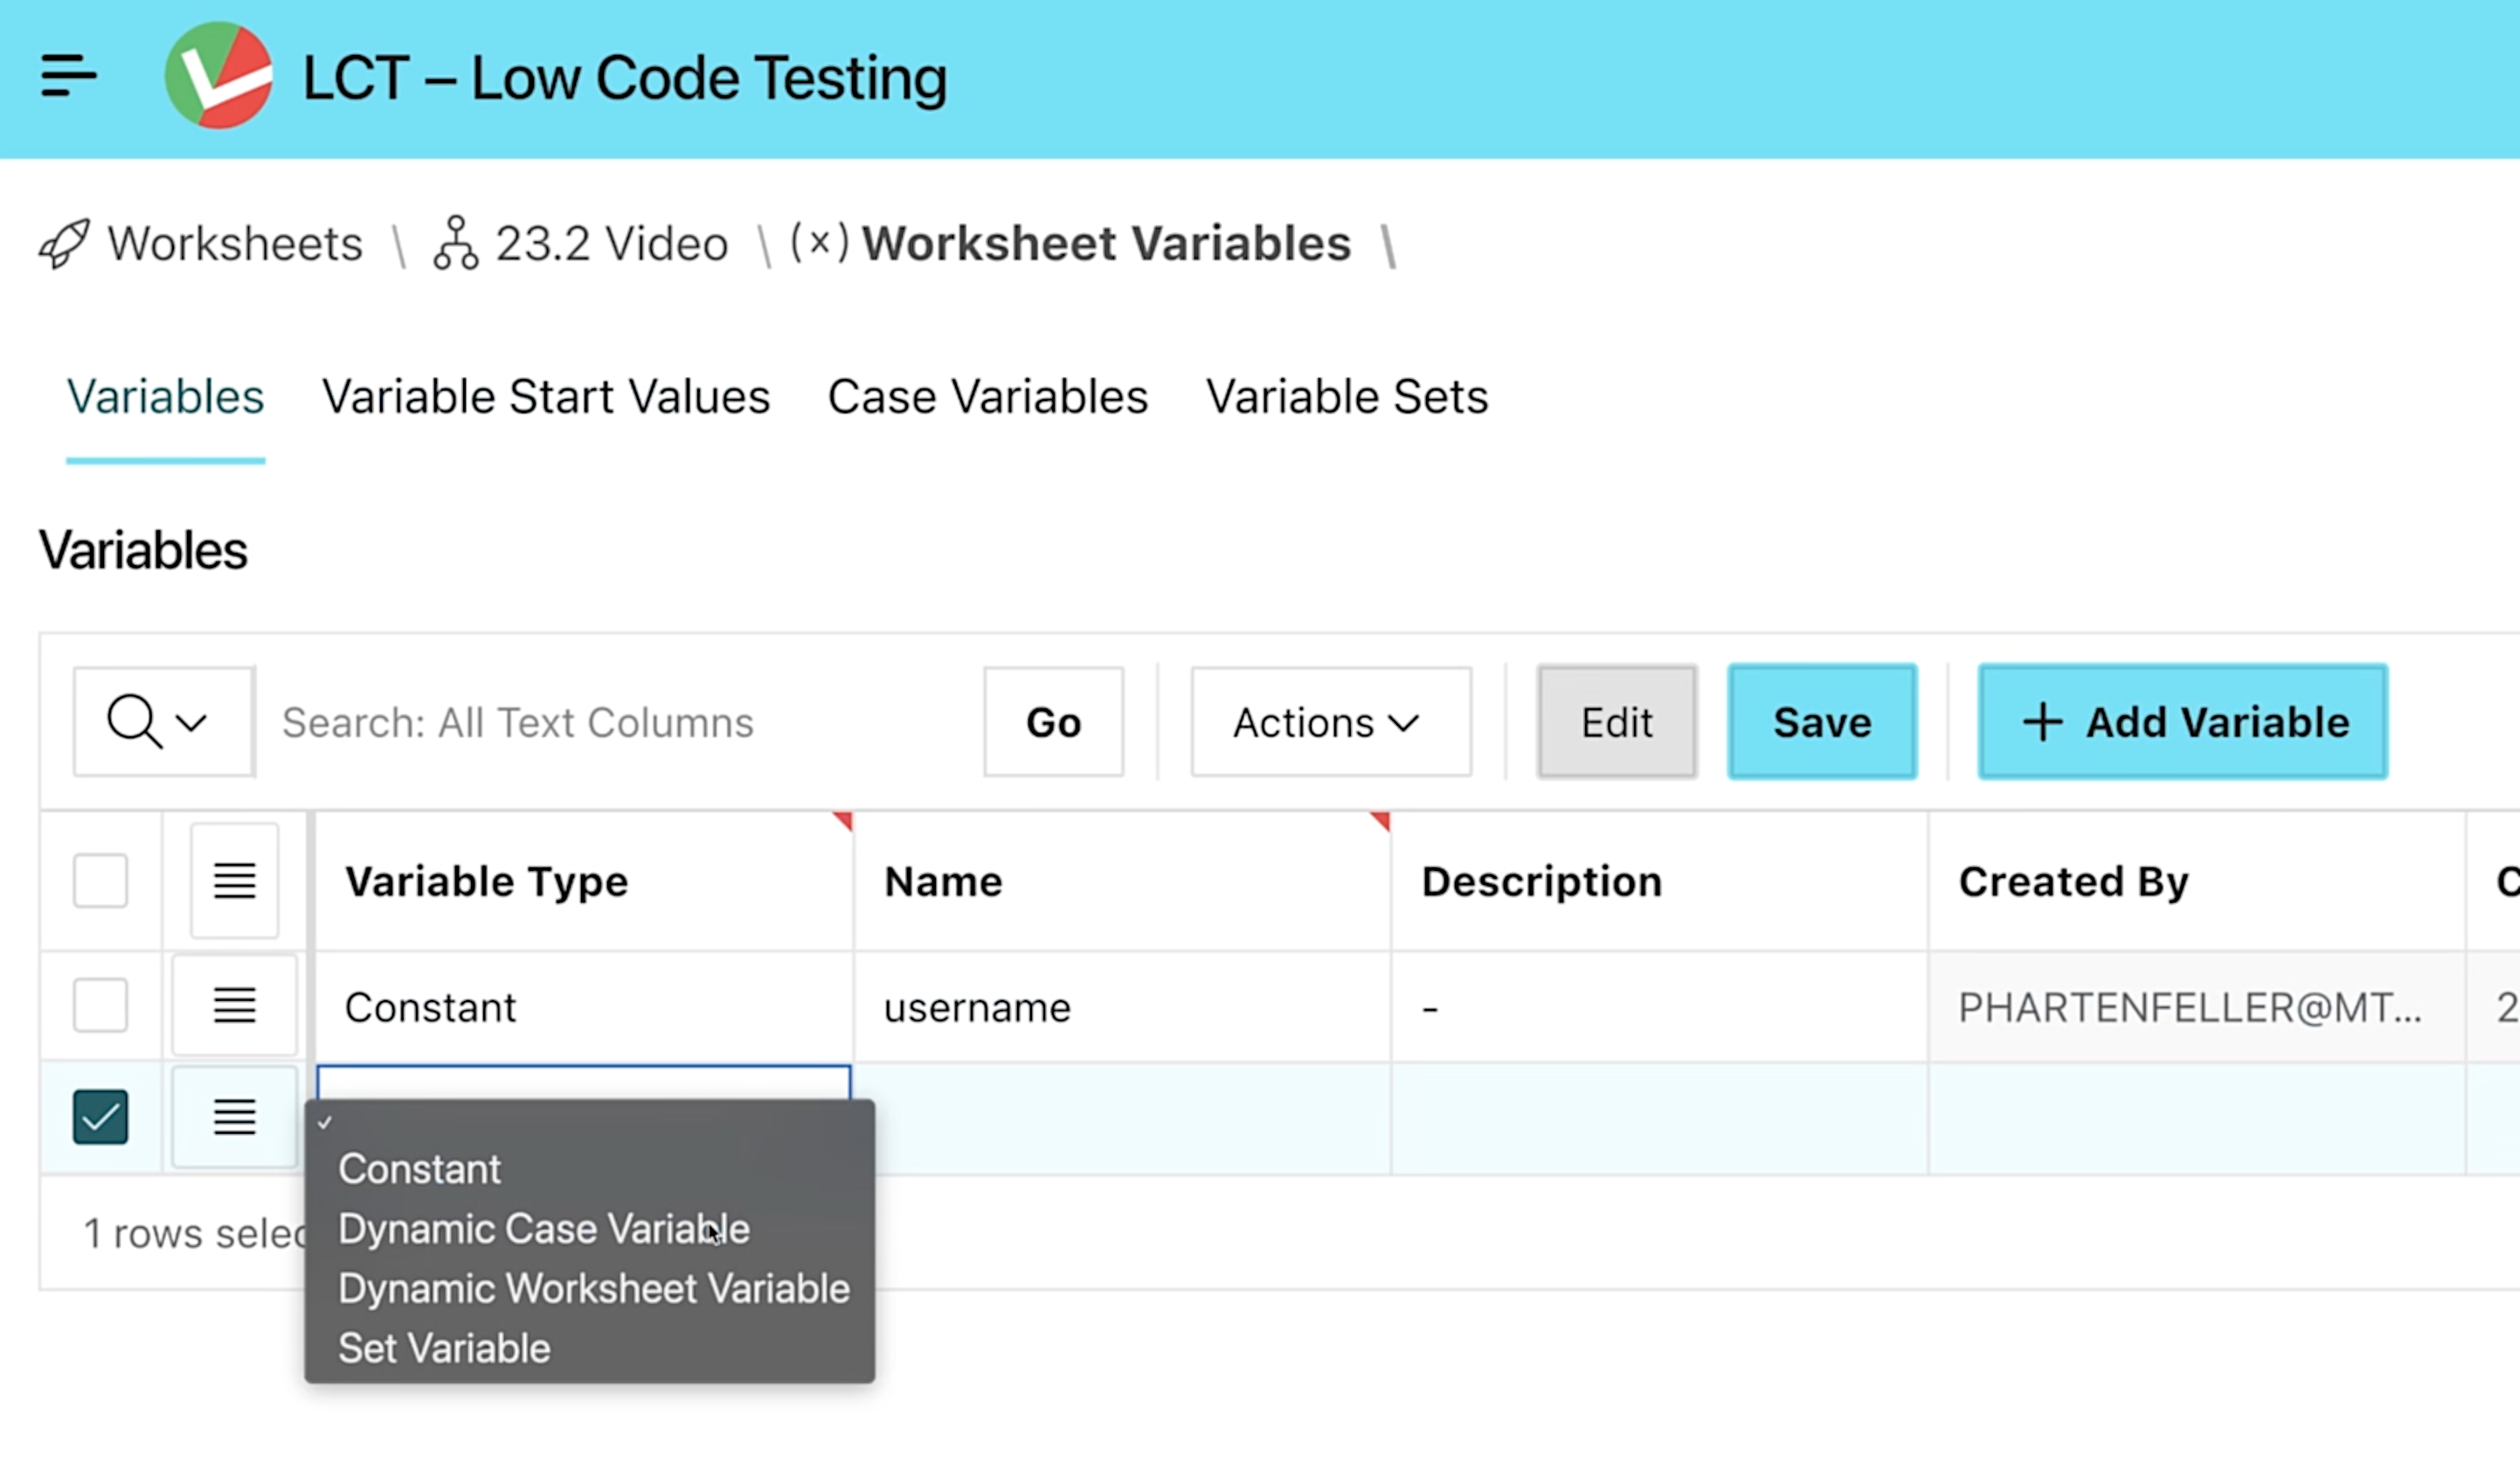 LCT – Low Code Testing
Worksheets \ 23.2 Video \ (×) Worksheet Variables \
Variables Variable Start Values Case Variables Variable Sets
Variables
Search: All Text Columns Go Actions Edit Save + Add Variable
Variable Type Name Description Created By
Constant username - PHARTENFELLER@MT...
Constant
Dynamic Case Variable
1 rows selec
Dynamic Worksheet Variable
Set Variable